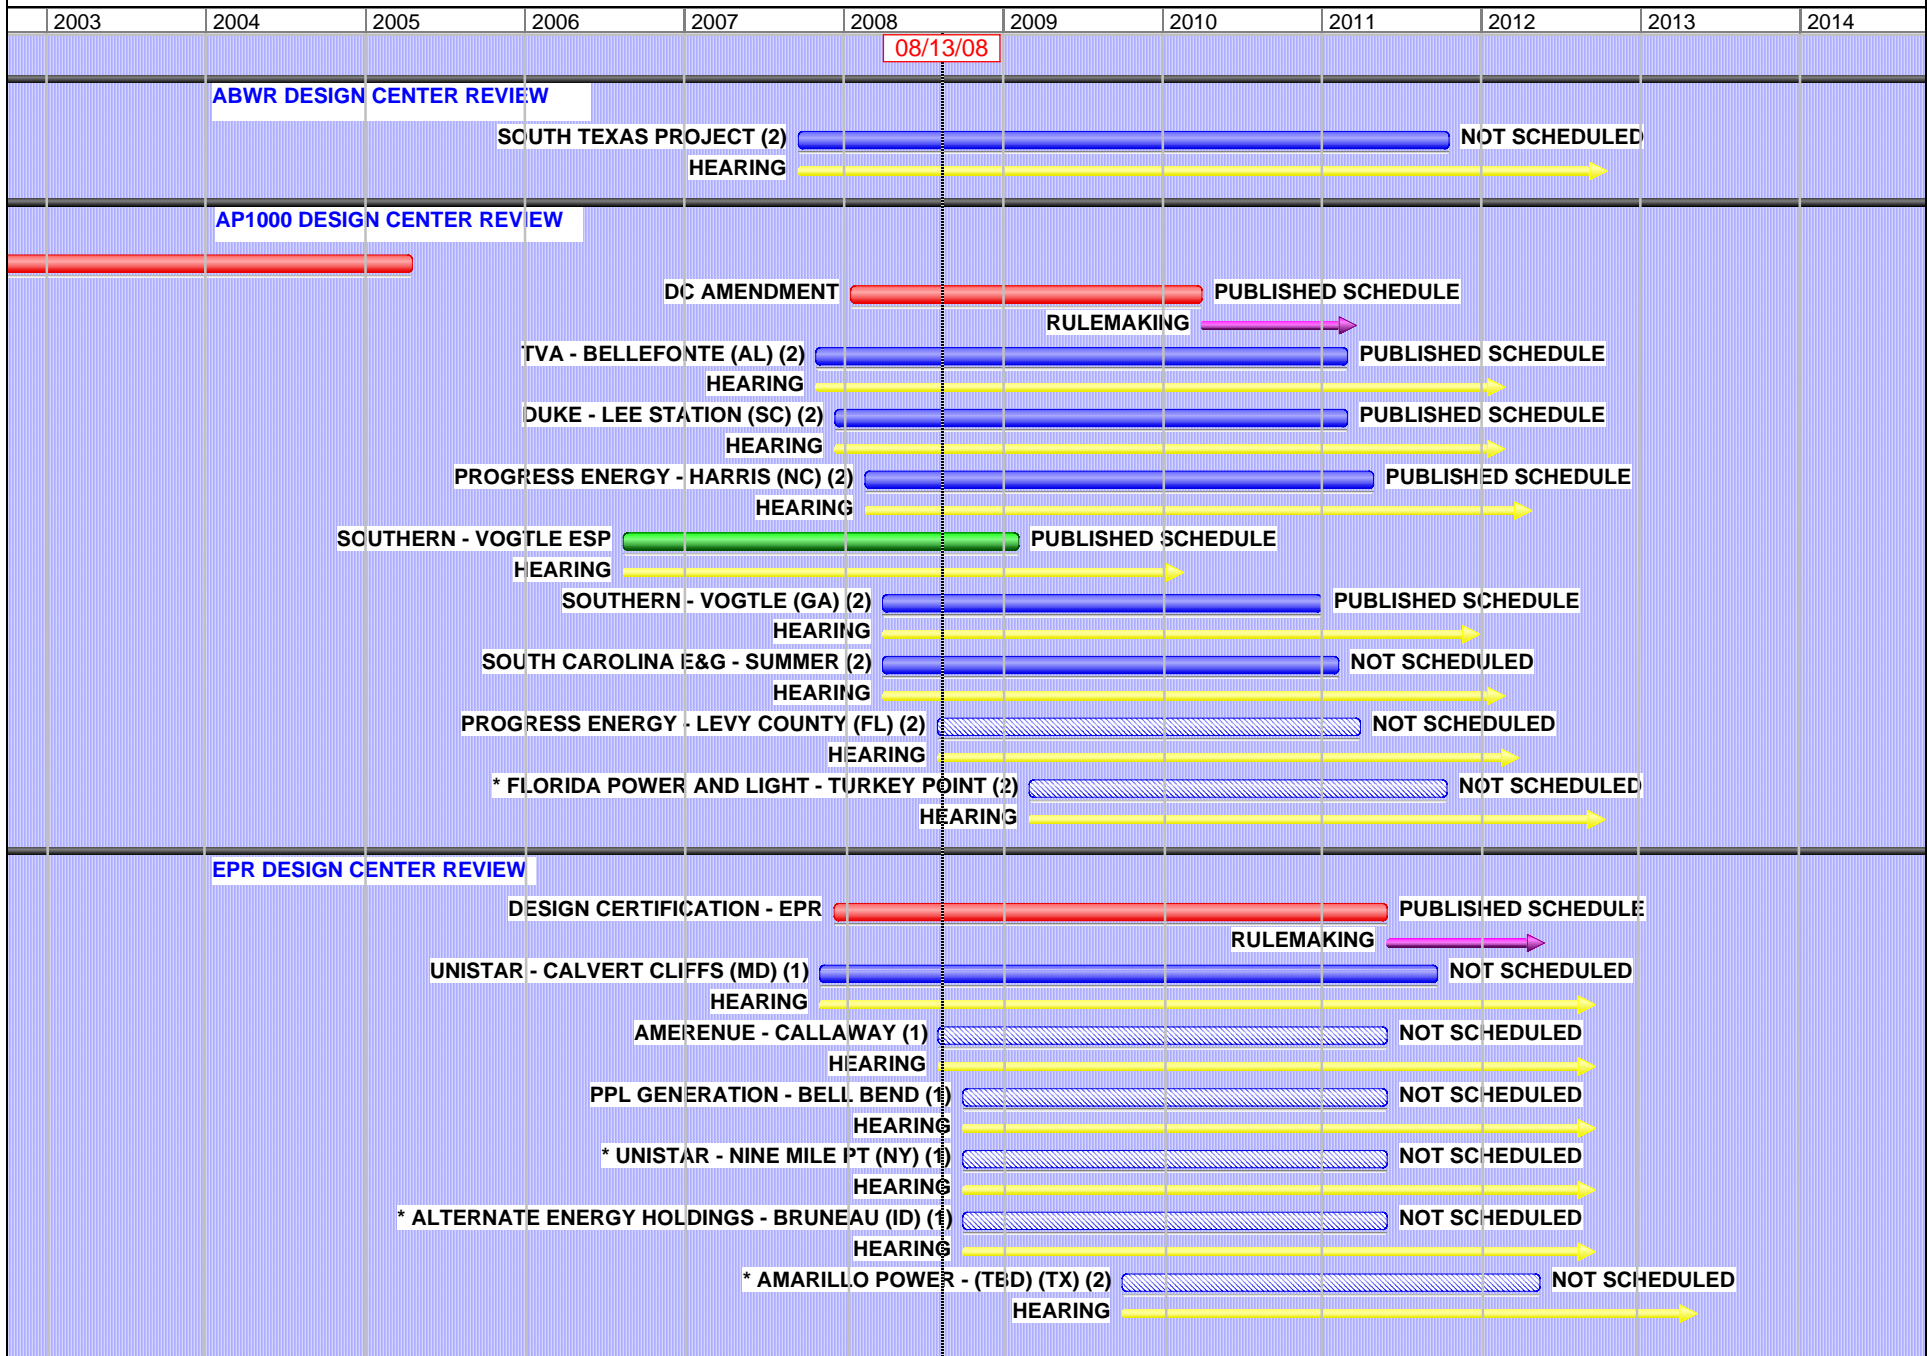 2003 2004 2005 2006 2007 2008 2009 2010 2011 2012 2013 2014
08/13/08
ABWR DESIGN CENTER REVIEW
SOUTH TEXAS PROJECT (2) NOT SCHEDULED
HEARING
AP1000 DESIGN CENTER REVIEW
DC AMENDMENT PUBLISHED SCHEDULE
RULEMAKING
TVA - BELLEFONTE (AL) (2) PUBLISHED SCHEDULE
HEARING
DUKE - LEE STATION (SC) (2) PUBLISHED SCHEDULE
HEARING
PROGRESS ENERGY - HARRIS (NC) (2) PUBLISHED SCHEDULE
HEARING
SOUTHERN - VOGTLE ESP PUBLISHED SCHEDULE
HEARING
SOUTHERN - VOGTLE (GA) (2) PUBLISHED SCHEDULE
HEARING
SOUTH CAROLINA E&G - SUMMER (2) NOT SCHEDULED
HEARING
PROGRESS ENERGY - LEVY COUNTY (FL) (2) NOT SCHEDULED
HEARING
* FLORIDA POWER AND LIGHT - TURKEY POINT (2) NOT SCHEDULED
HEARING
EPR DESIGN CENTER REVIEW
DESIGN CERTIFICATION - EPR PUBLISHED SCHEDULE
RULEMAKING
UNISTAR - CALVERT CLIFFS (MD) (1) NOT SCHEDULED
HEARING
AMERENUE - CALLAWAY (1) NOT SCHEDULED
HEARING
PPL GENERATION - BELL BEND (1) NOT SCHEDULED
HEARING
* UNISTAR - NINE MILE PT (NY) (1) NOT SCHEDULED
HEARING
* ALTERNATE ENERGY HOLDINGS - BRUNEAU (ID) (1) NOT SCHEDULED
HEARING
* AMARILLO POWER - (TBD) (TX) (2) NOT SCHEDULED
HEARING